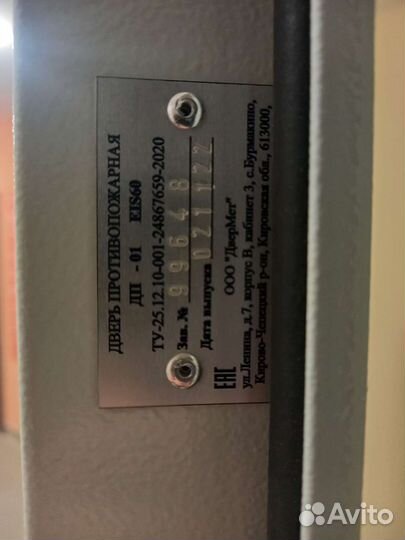 ДВЕРЬ ПРОТИВОПОЖАРНАЯ
ДП - 01 EIS60
ТУ-25.12.10-001-24867659-2020
Зав. № 99648
Дата выпуска 021122
ООО "ДверМет"
ул.Ленина, д.7, корпус В, кабинет 3, с.Бурмакино,
Кирово-Чепецкий р-он, Кировская обл., 613000,
ЕАС
Avito